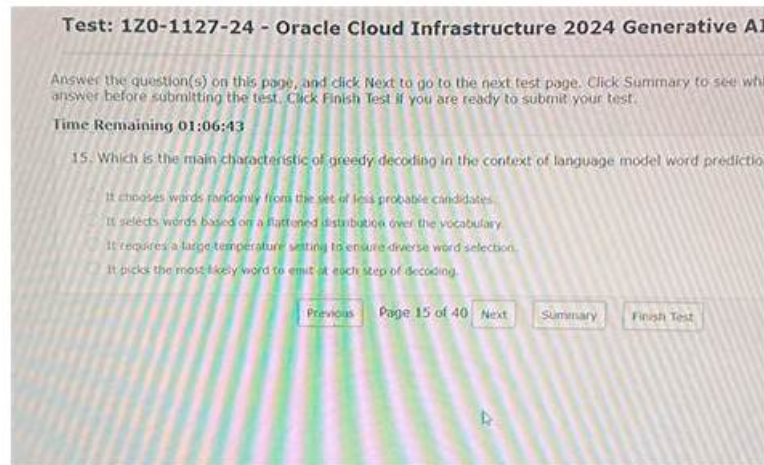 Test: 1Z0-1127-24 - Oracle Cloud Infrastructure 2024 Generative AI
Answer the question(s) on this page, and click Next to go to the next test page. Click Summary to see
answer before submitting the test. Click Finish Test if you are ready to submit your test.
Time Remaining 01:06:43
15. Which is the main characteristic of greedy decoding in the context of language model word
It chooses words randomly from the set of less probable candidates.
It selects words based on a flattened distribution over the vocabulary.
It requires a large temperature setting to ensure diverse word selection.
It picks the most likely word to emit at each step of decoding.
Previous Page 15 of 40 Next Summary Finish Test